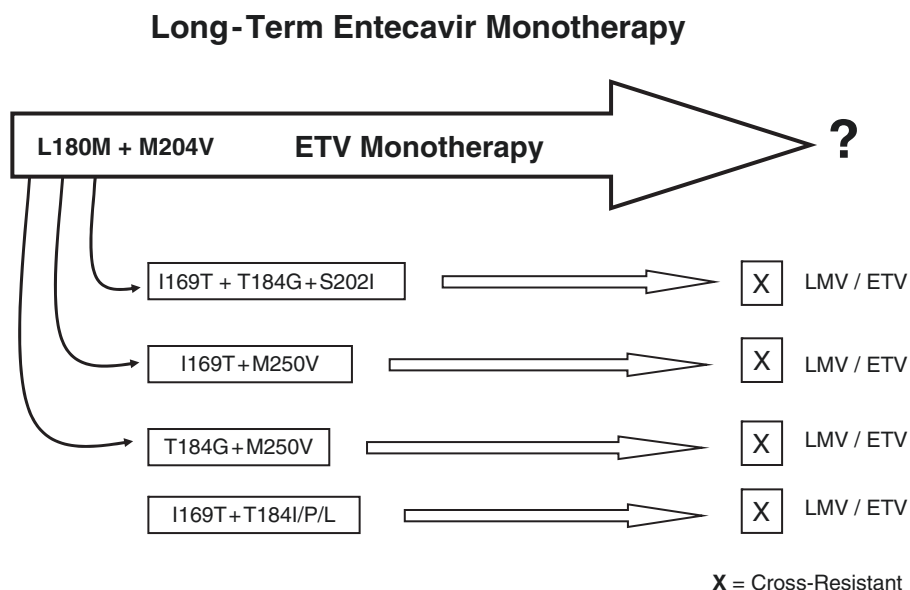 Long-Term Entecavir Monotherapy
L180M + M204V ETV Monotherapy ?
I169T + T184G+S202I X LMV / ETV
I169T+M250V X LMV / ETV
T184G+M250V X LMV / ETV
I169T+T184I/P/L X LMV / ETV
X = Cross-Resistant